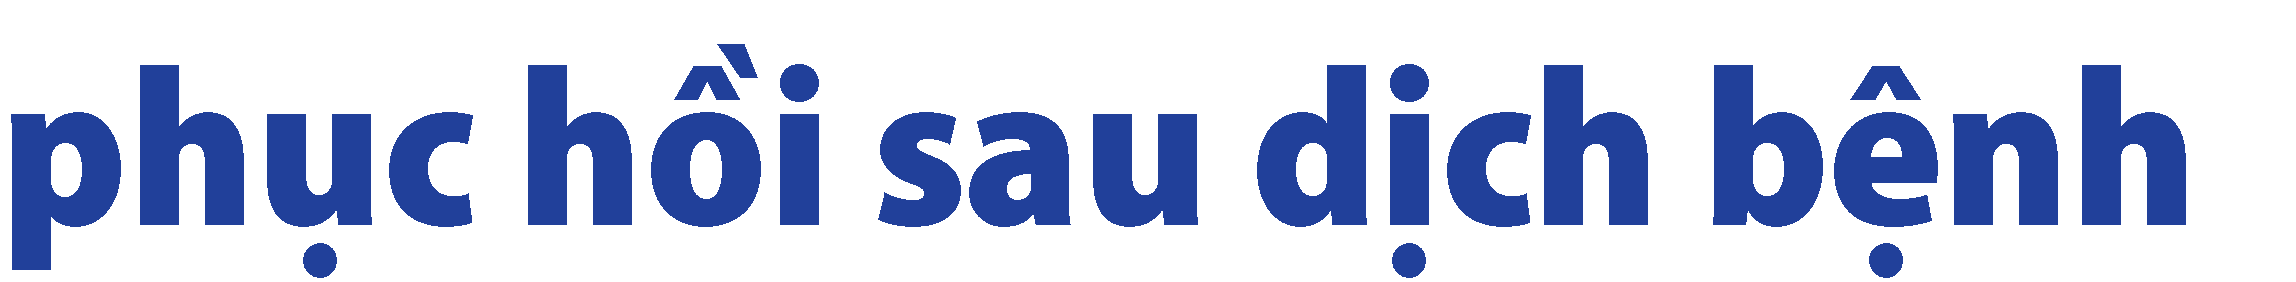 phục hồi sau dịch bệnh